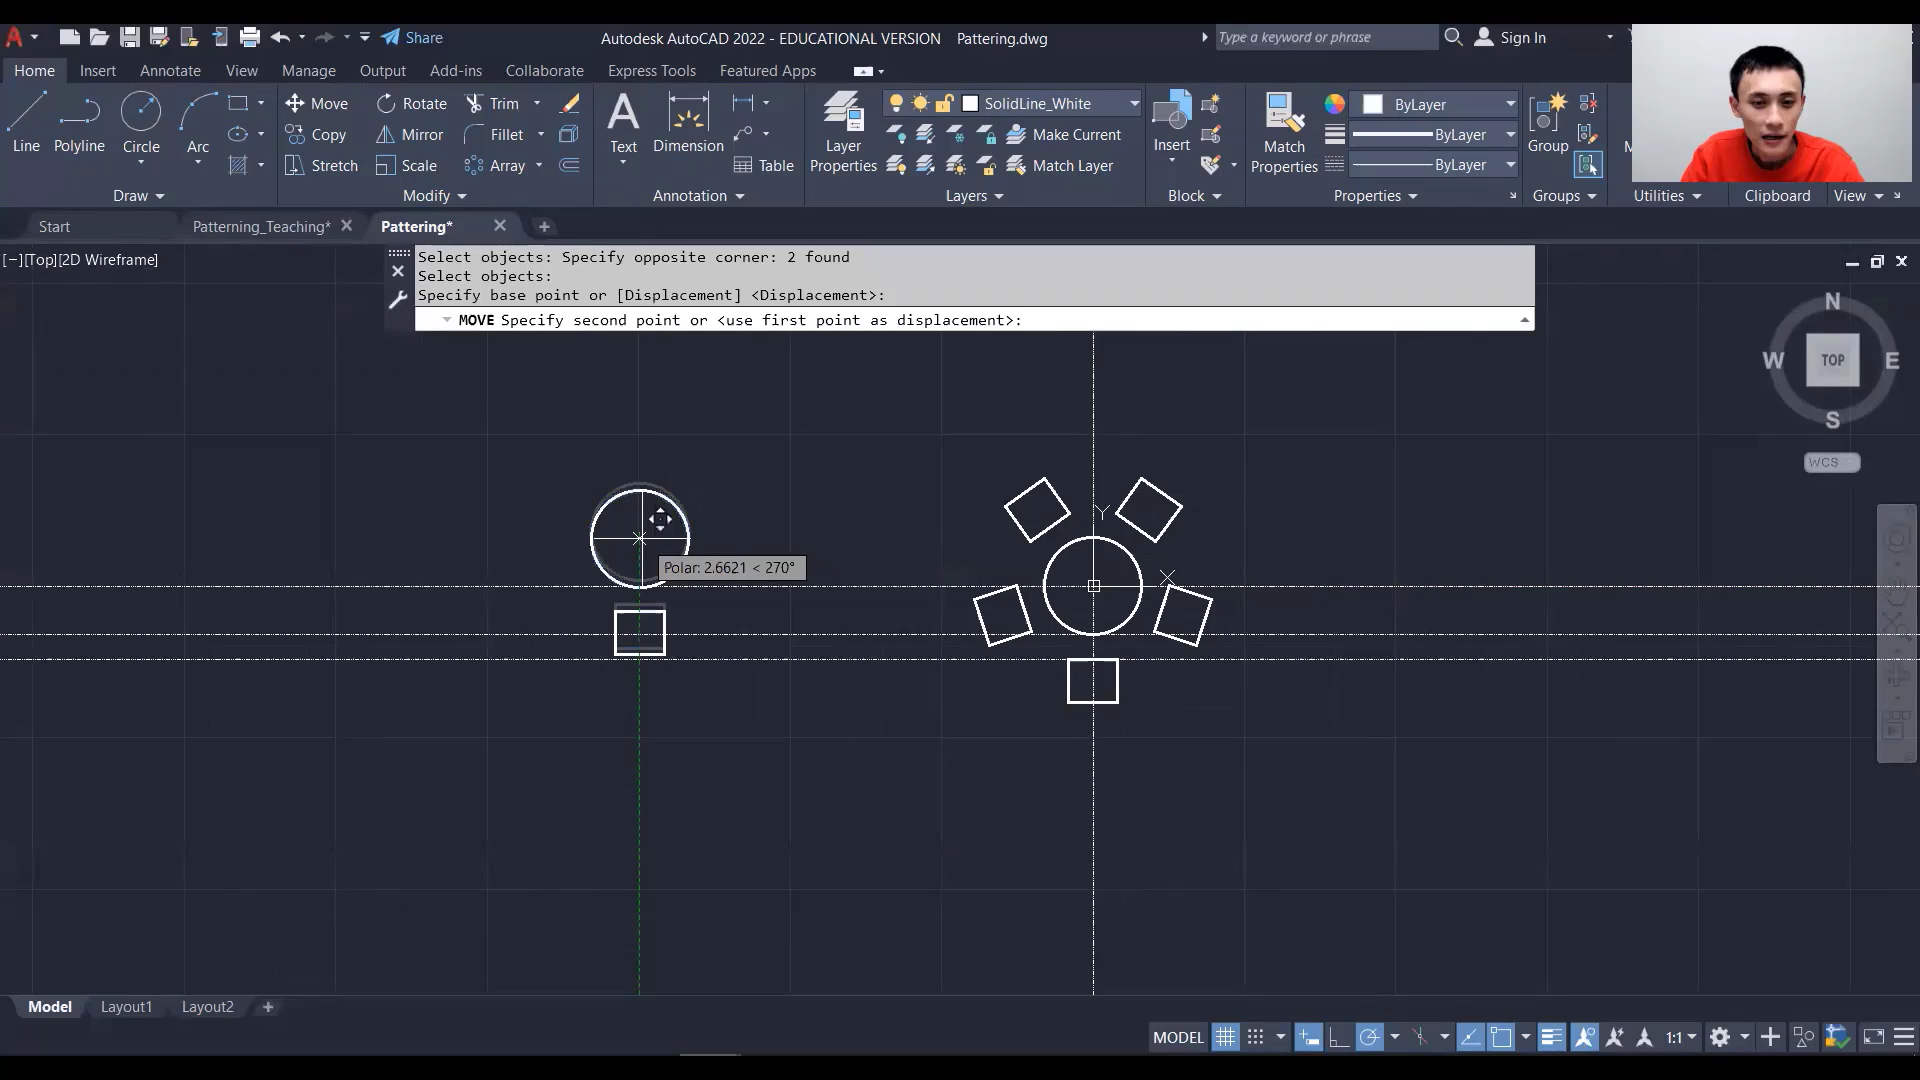 Share
Autodesk AutoCAD 2022 - EDUCATIONAL VERSION Pattering.dwg
Type a keyword or phrase
Sign In
Home Insert Annotate View Manage Output Add-ins Collaborate Express Tools Featured Apps
Line Polyline Circle Arc
Move Rotate Trim
Copy Mirror Fillet
Stretch Scale Array
Text Dimension Table
Layer Properties
SolidLine_White
Make Current
Match Layer
Insert
Match Properties
ByLayer
ByLayer
ByLayer
Group
Draw Modify Annotation Layers Block Properties Groups Utilities Clipboard View
Start Patterning_Teaching* Pattering*
[−][Top][2D Wireframe]
Select objects: Specify opposite corner: 2 found
Select objects:
Specify base point or [Displacement] <Displacement>:
MOVE Specify second point or <use first point as displacement>:
N
W TOP E
S
WCS
Y
Polar: 2.6621 < 270°
Model Layout1 Layout2
MODEL 1:1